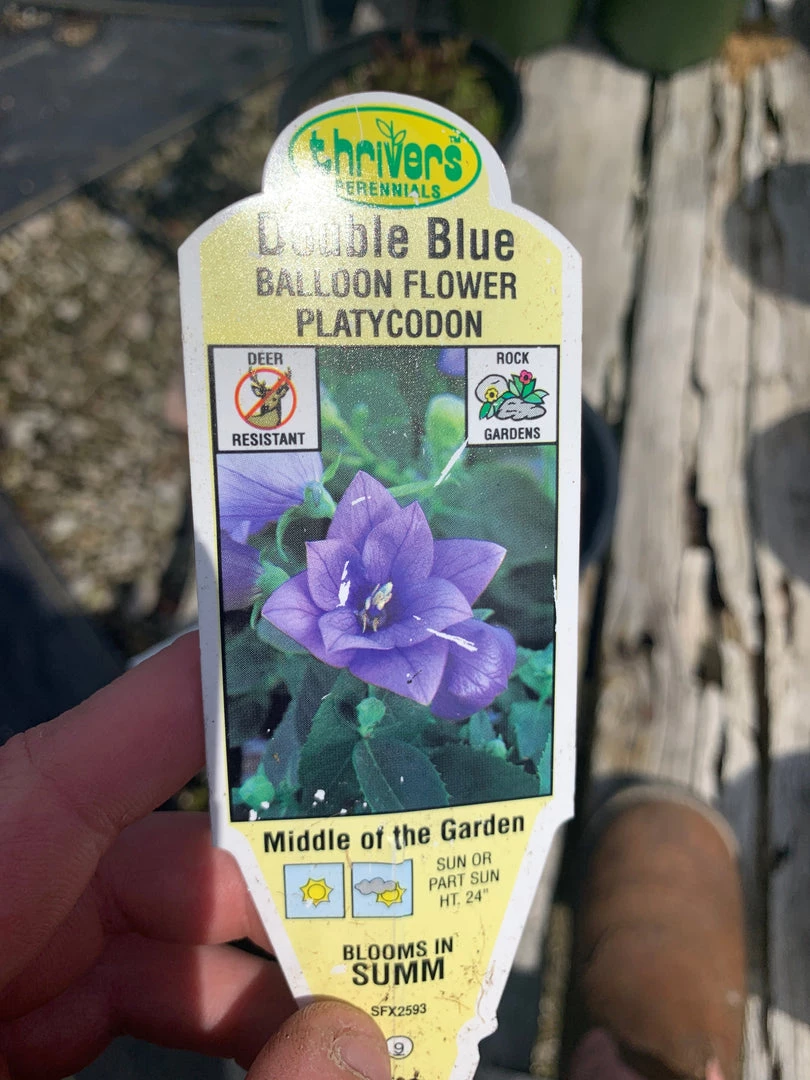 thrivers™
PERENNIALS
Double Blue
BALLOON FLOWER
PLATYCODON
DEER
RESISTANT
ROCK
GARDENS
Middle of the Garden
SUN OR
PART SUN
HT. 24"
BLOOMS IN
SUMM
SFX2593
9